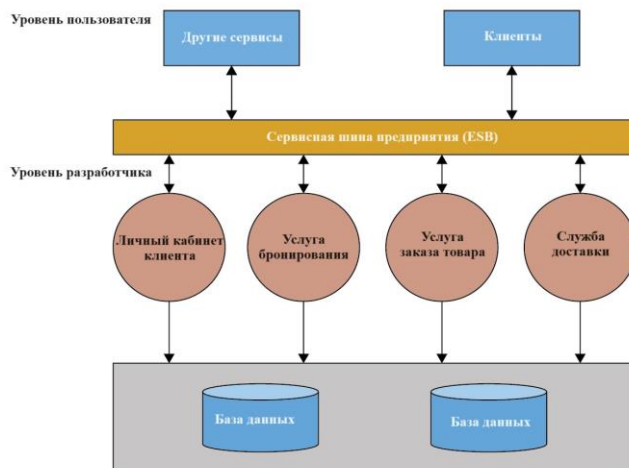 Уровень пользователя
Другие сервисы
Клиенты
Сервисная шина предприятия (ESB)
Уровень разработчика
Личный кабинет
клиента
Услуга
бронирования
Услуга
заказа товара
Служба
доставки
База данных
База данных